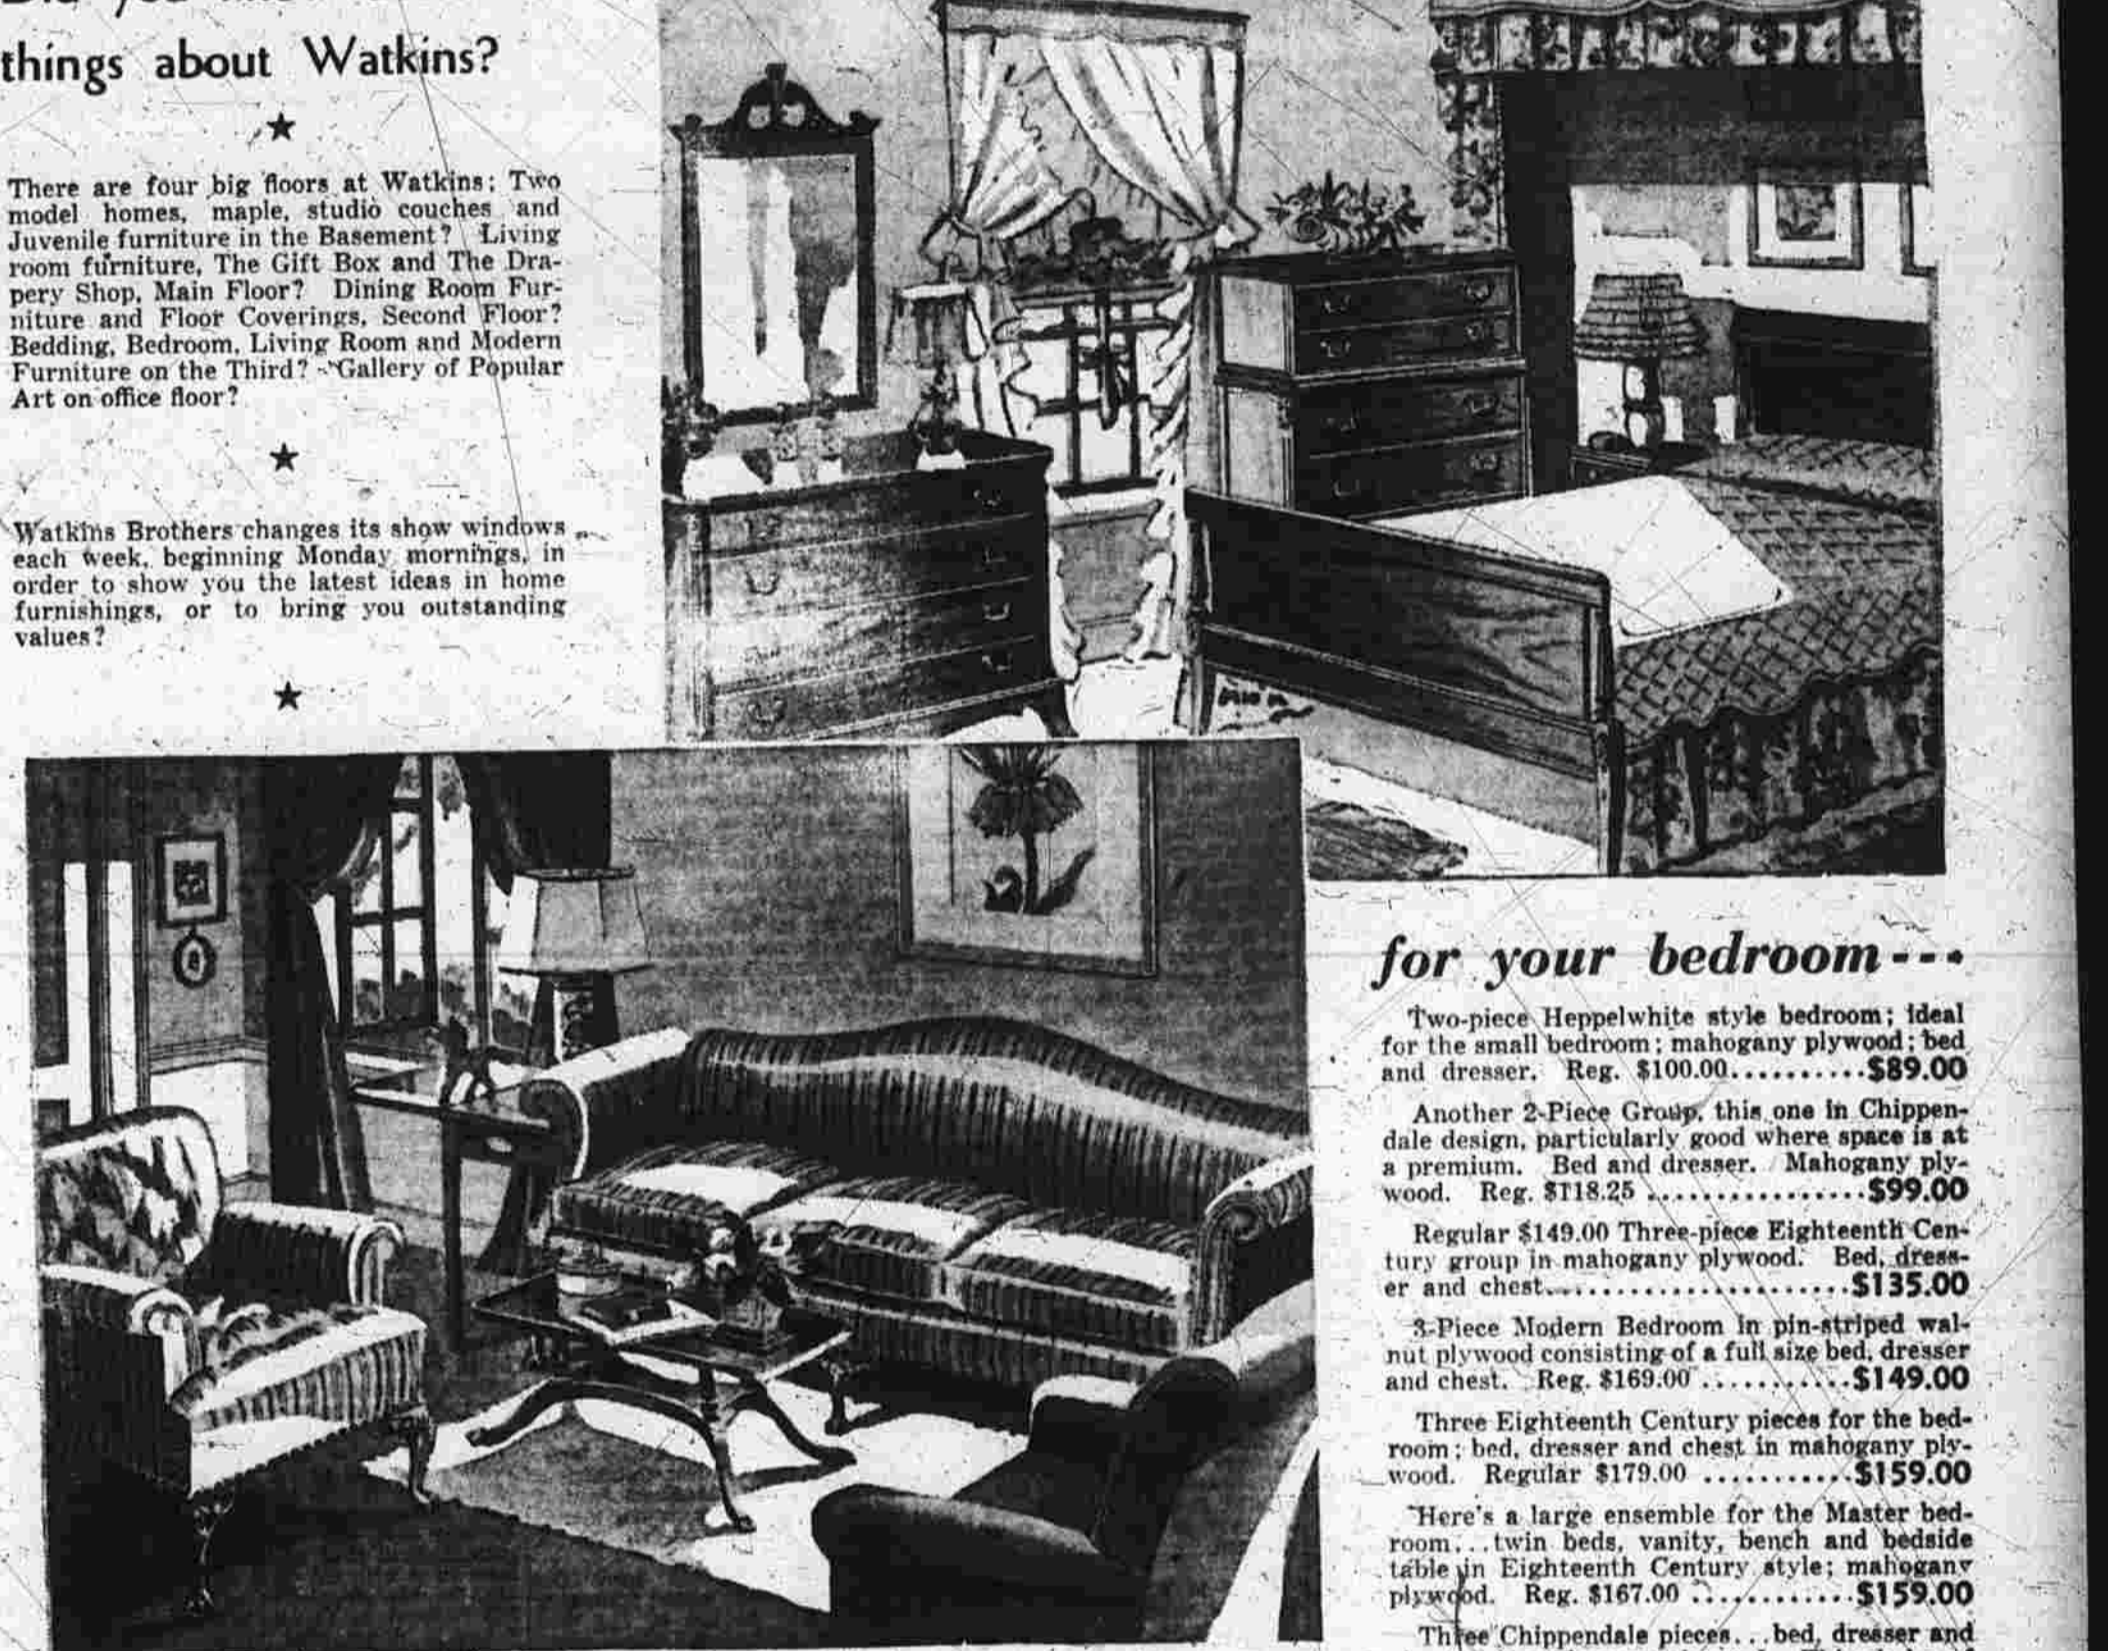 things about Watkins?
There are four big floors at Watkins: Two
model homes, maple, studio couches and
Juvenile furniture in the Basement? Living
room furniture, The Gift Box and The Dra-
pery Shop, Main Floor? Dining Room Fur-
niture and Floor Coverings, Second Floor?
Bedding, Bedroom, Living Room and Modern
Furniture on the Third? Gallery of Popular
Art on office floor?
Watkins Brothers changes its show windows
each week, beginning Monday mornings, in
order to show you the latest ideas in home
furnishings, or to bring you outstanding
values?
for your bedroom---
Two-piece Heppelwhite style bedroom; ideal
for the small bedroom; mahogany plywood; bed
and dresser. Reg. $100.00..........$89.00
Another 2-Piece Group, this one in Chippen-
dale design, particularly good where space is at
a premium. Bed and dresser. Mahogany ply-
wood. Reg. $118.25 ................$99.00
Regular $149.00 Three-piece Eighteenth Cen-
tury group in mahogany plywood. Bed, dress-
er and chest......................$135.00
3-Piece Modern Bedroom in pin-striped wal-
nut plywood consisting of a full size bed, dresser
and chest. Reg. $169.00 ...........$149.00
Three Eighteenth Century pieces for the bed-
room; bed, dresser and chest in mahogany ply-
wood. Regular $179.00 ...........$159.00
Here's a large ensemble for the Master bed-
room...twin beds, vanity, bench and bedside
table in Eighteenth Century style; mahogany
plywood. Reg. $167.00 ............$159.00
Three Chippendale pieces...bed, dresser and